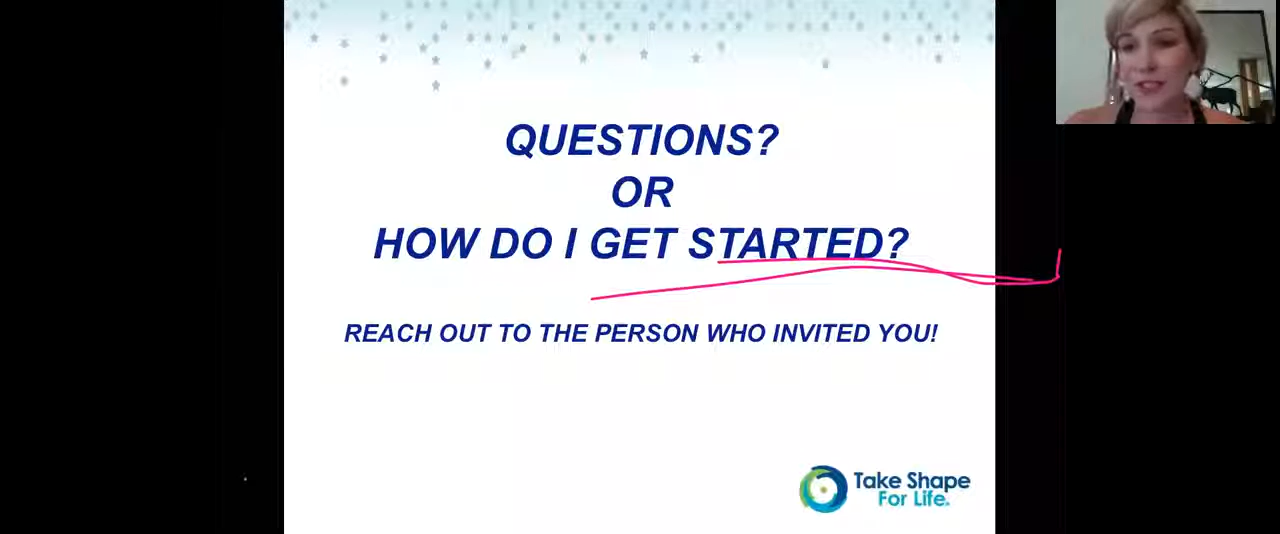 QUESTIONS?
OR
HOW DO I GET STARTED?
REACH OUT TO THE PERSON WHO INVITED YOU!
Take Shape
For Life.